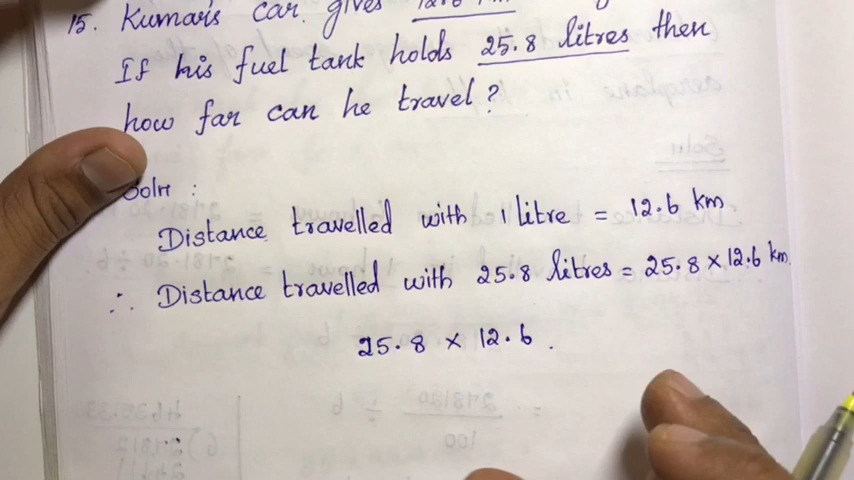 15. Kumar's car gives
If his fuel tank holds 25.8 litres then
how far can he travel?
Soln :
Distance travelled with 1 litre = 12.6 km
∴ Distance travelled with 25.8 litres = 25.8 × 12.6 km.
25.8 × 12.6.